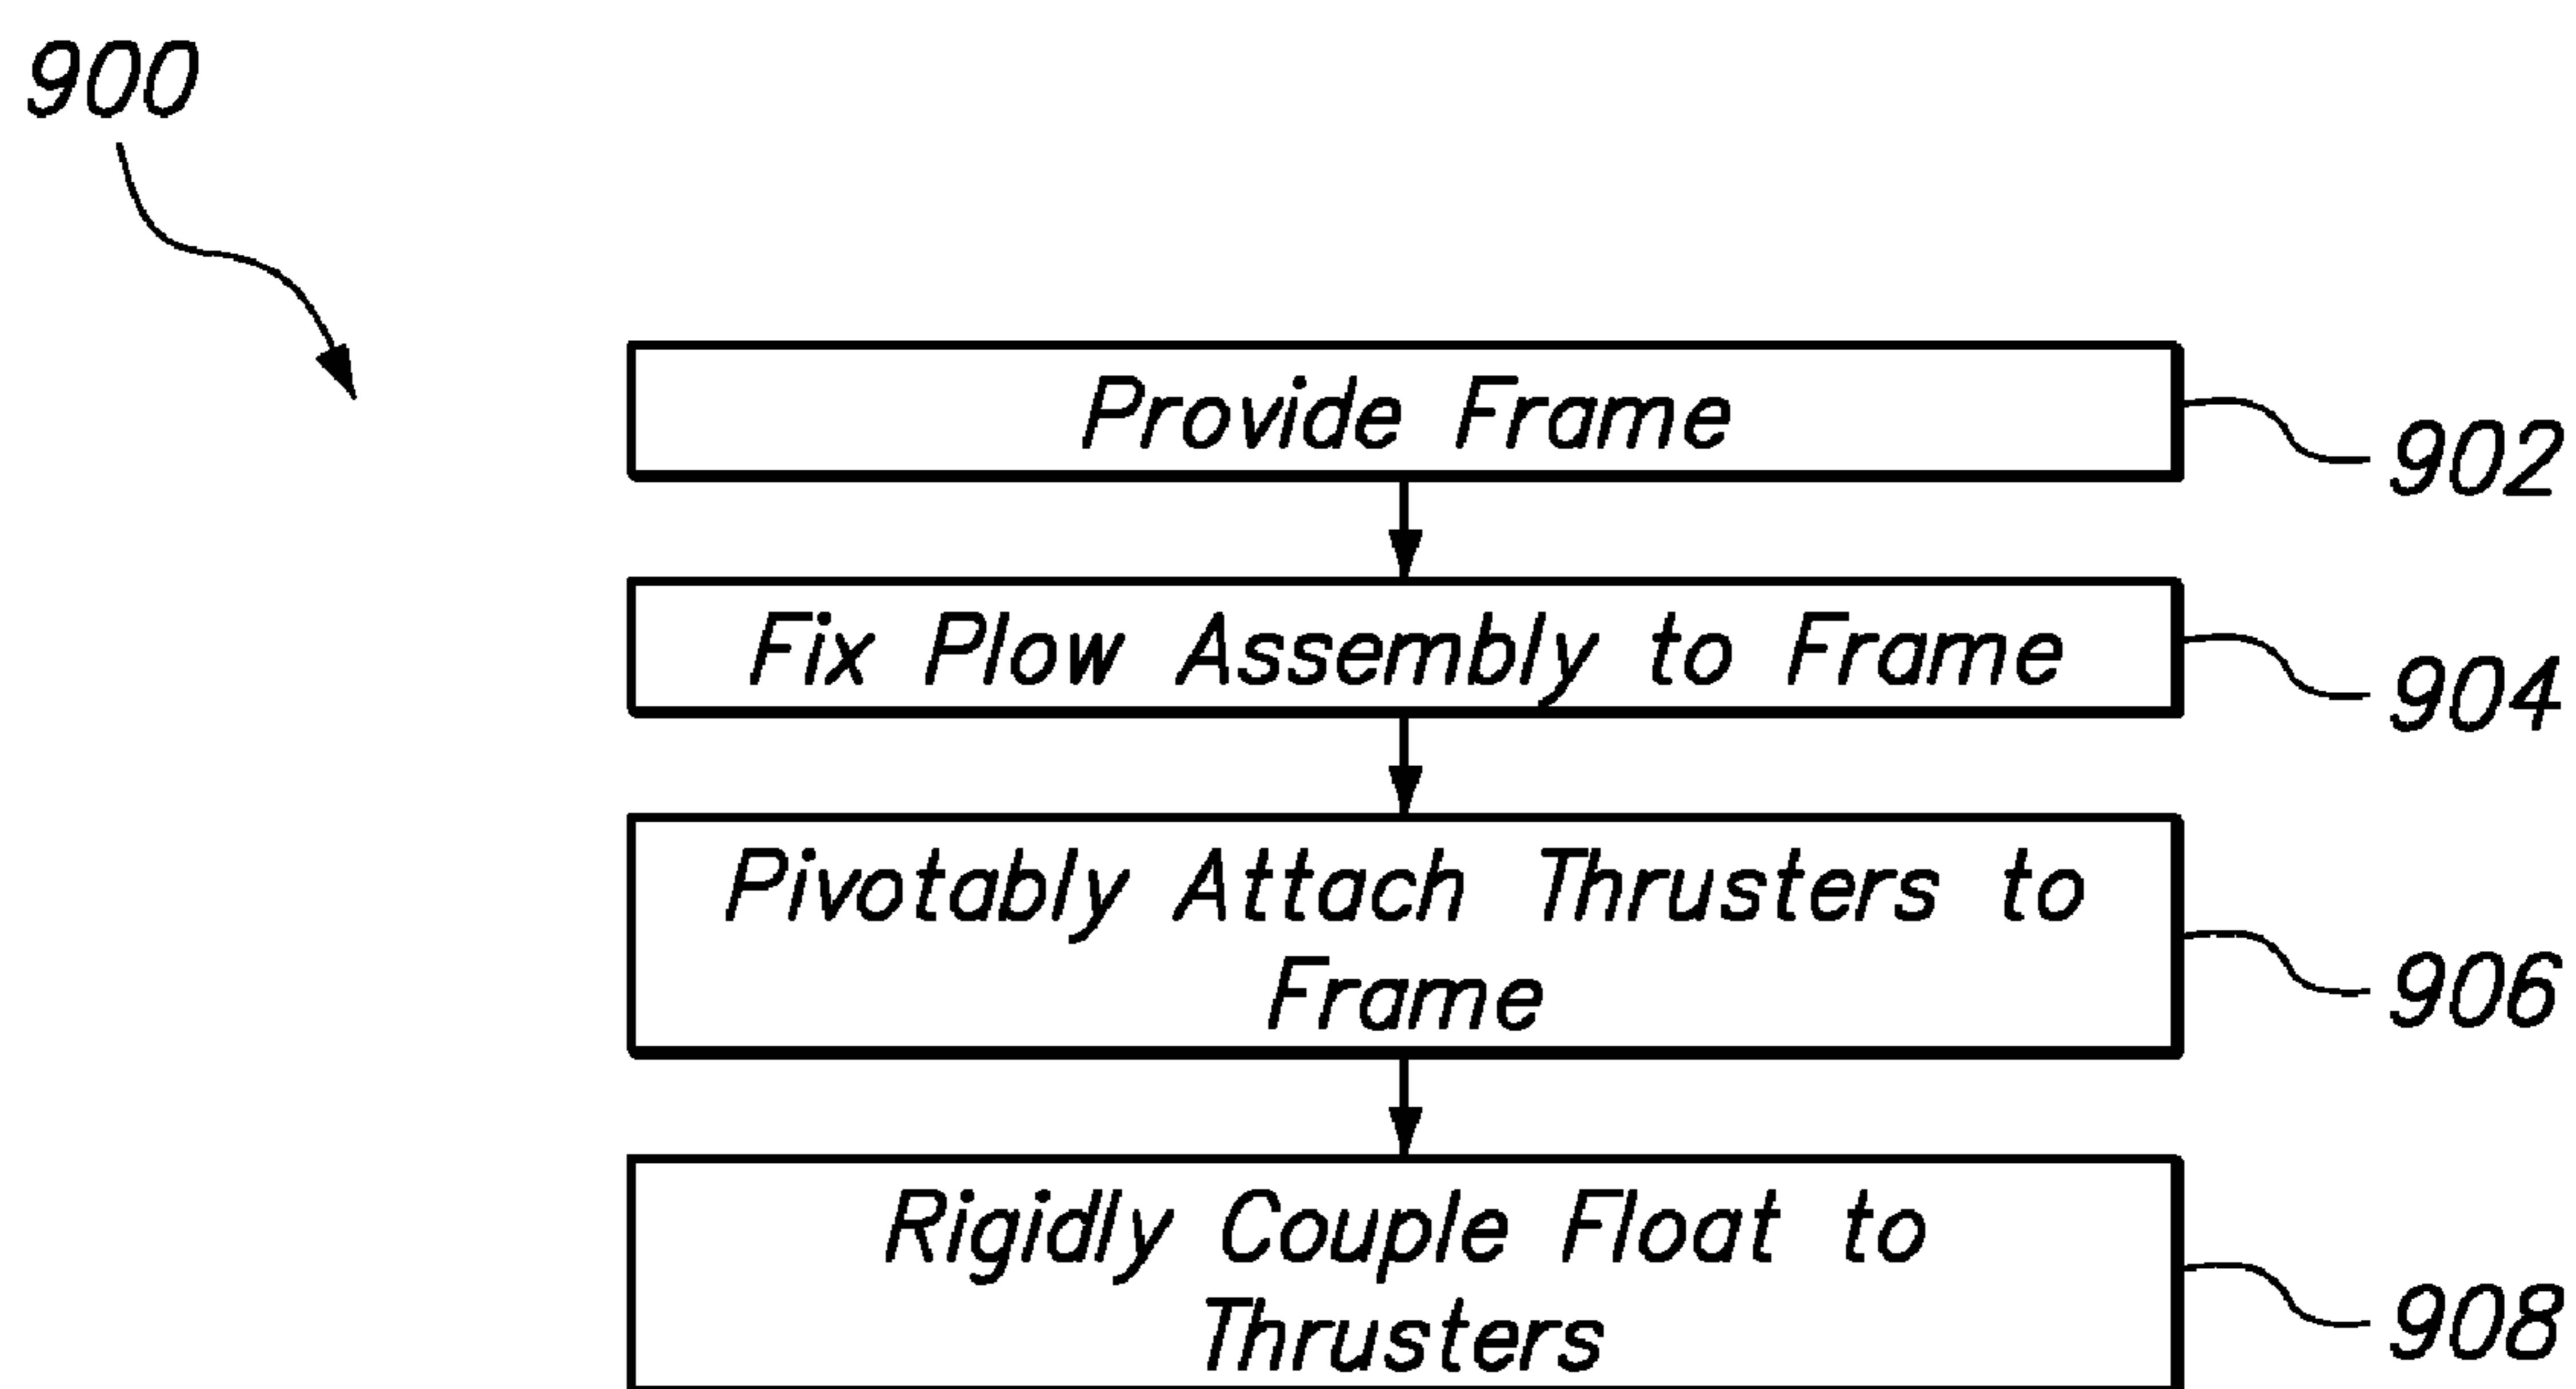 900
Provide Frame
902
Fix Plow Assembly to Frame
904
Pivotably Attach Thrusters to
Frame
906
Rigidly Couple Float to
Thrusters
908